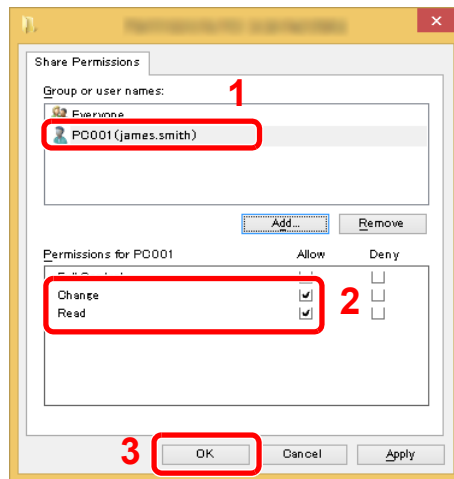 Share Permissions
Group or user names:
1
Everyone
PC001(james.smith)
Add...
Remove
Permissions for PC001
Allow
Deny
Change
2
Read
3
OK
Cancel
Apply